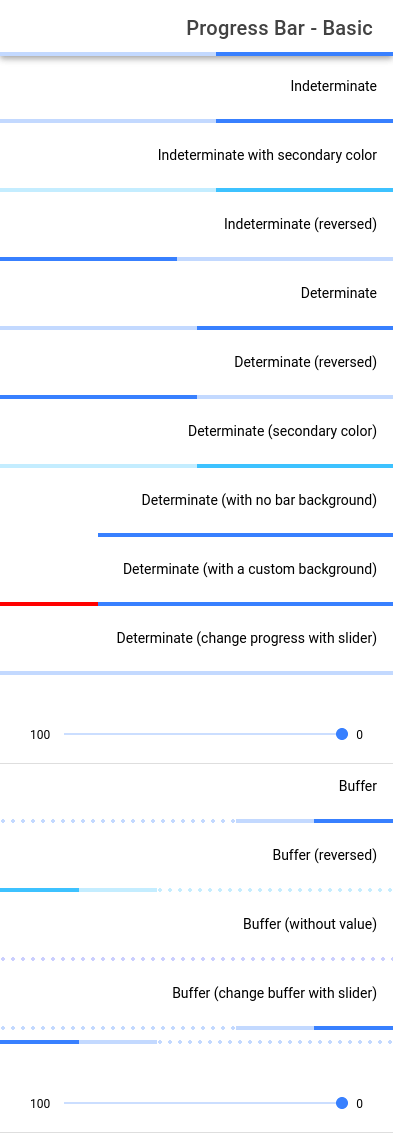 Progress Bar - Basic
Indeterminate
Indeterminate with secondary color
Indeterminate (reversed)
Determinate
Determinate (reversed)
Determinate (secondary color)
Determinate (with no bar background)
Determinate (with a custom background)
Determinate (change progress with slider)
100 0
Buffer
Buffer (reversed)
Buffer (without value)
Buffer (change buffer with slider)
100 0